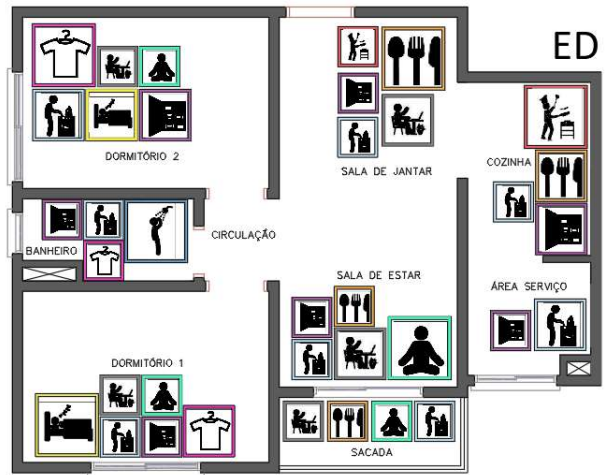 ED
DORMITÓRIO 2
SALA DE JANTAR
COZINHA
BANHEIRO
CIRCULAÇÃO
SALA DE ESTAR
ÁREA SERVIÇO
DORMITÓRIO 1
SACADA